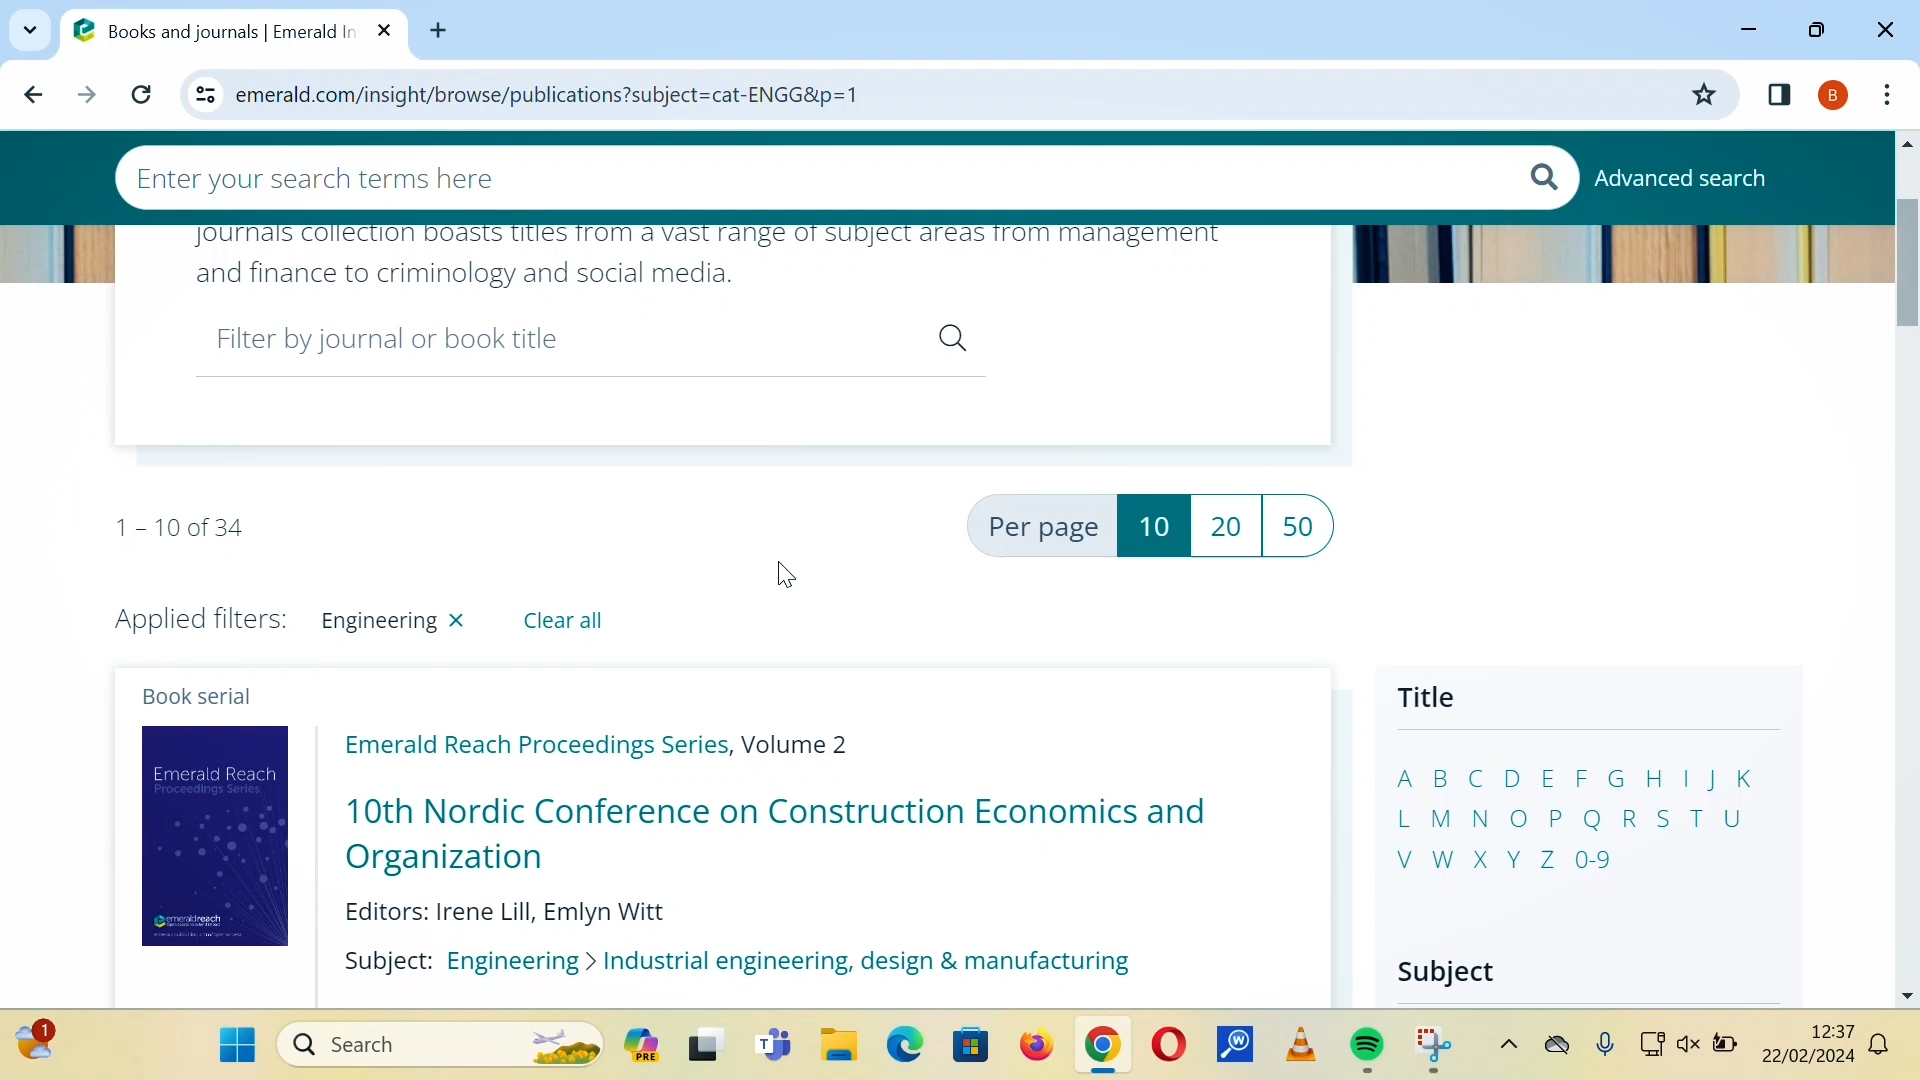 Books and journals | Emerald In
emerald.com/insight/browse/publications?subject=cat-ENGG&p=1
B
Enter your search terms here
Advanced search
journals collection boasts titles from a vast range of subject areas from management
and finance to criminology and social media.
Filter by journal or book title
1 – 10 of 34
Per page 10 20 50
Applied filters: Engineering Clear all
Book serial
Emerald Reach
Proceedings Series
emeraldreach
Emerald Reach Proceedings Series, Volume 2
10th Nordic Conference on Construction Economics and
Organization
Editors: Irene Lill, Emlyn Witt
Subject: Engineering > Industrial engineering, design & manufacturing
Title
A B C D E F G H I J K
L M N O P Q R S T U
V W X Y Z 0-9
Subject
1
Search
PRE
T
W
12:37
22/02/2024